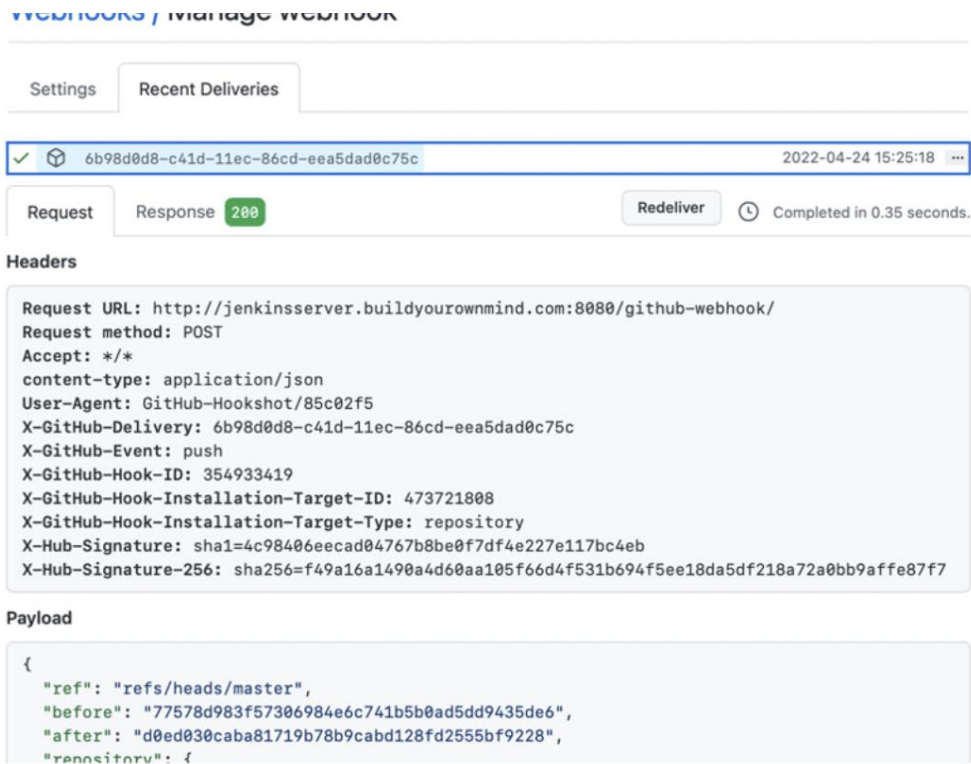 Webhooks / Manage webhook
Settings Recent Deliveries
6b98d0d8-c41d-11ec-86cd-eea5dad0c75c 2022-04-24 15:25:18 ...
Request Response 200 Redeliver Completed in 0.35 seconds.
Headers
Request URL: http://jenkinsserver.buildyourownmind.com:8080/github-webhook/
Request method: POST
Accept: */*
content-type: application/json
User-Agent: GitHub-Hookshot/85c02f5
X-GitHub-Delivery: 6b98d0d8-c41d-11ec-86cd-eea5dad0c75c
X-GitHub-Event: push
X-GitHub-Hook-ID: 354933419
X-GitHub-Hook-Installation-Target-ID: 473721808
X-GitHub-Hook-Installation-Target-Type: repository
X-Hub-Signature: sha1=4c98406eecad04767b8be0f7df4e227e117bc4eb
X-Hub-Signature-256: sha256=f49a16a1490a4d60aa105f66d4f531b694f5ee18da5df218a72a0bb9affe87f7
Payload
{
"ref": "refs/heads/master",
"before": "77578d983f57306984e6c741b5b0ad5dd9435de6",
"after": "d0ed030caba81719b78b9cabd128fd2555bf9228",
"repository": {